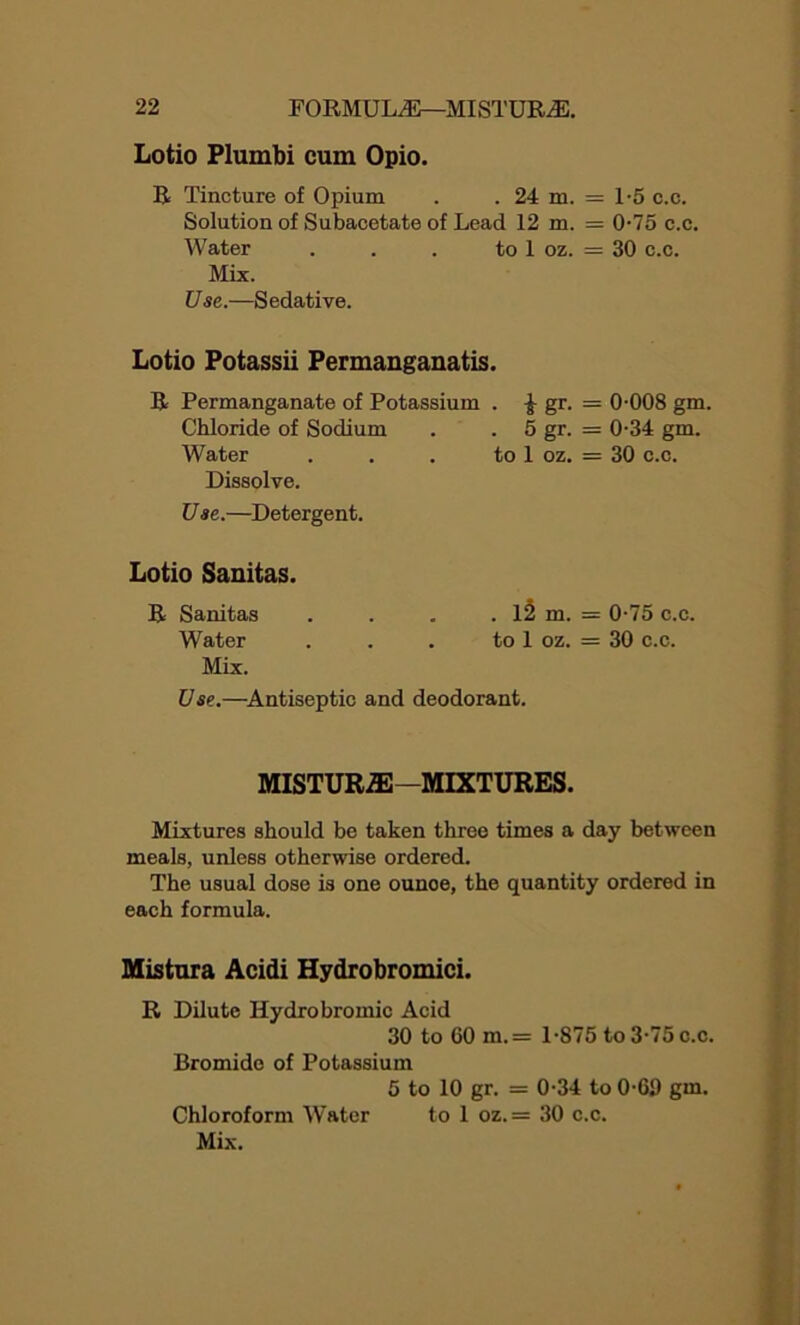 22 FORMULÆ—MISTURÆ.
Lotio Plumbi cum Opio.
℞ Tincture of Opium . . 24 m. = 1·5 c.c.
Solution of Subacetate of Lead 12 m. = 0·75 c.c.
Water . . . to 1 oz. = 30 c.c.
Mix.
Use.—Sedative.
Lotio Potassii Permanganatis.
℞ Permanganate of Potassium . ⅛ gr. = 0·008 gm.
Chloride of Sodium . . 5 gr. = 0·34 gm.
Water . . . to 1 oz. = 30 c.c.
Dissolve.
Use.—Detergent.
Lotio Sanitas.
℞ Sanitas . . . . 12 m. = 0·75 c.c.
Water . . . to 1 oz. = 30 c.c.
Mix.
Use.—Antiseptic and deodorant.
MISTURÆ—MIXTURES.
Mixtures should be taken three times a day between
meals, unless otherwise ordered.
The usual dose is one ounce, the quantity ordered in
each formula.
Mistura Acidi Hydrobromici.
R Dilute Hydrobromic Acid
30 to 60 m. = 1·875 to 3·75 c.c.
Bromide of Potassium
5 to 10 gr. = 0·34 to 0·69 gm.
Chloroform Water to 1 oz. = 30 c.c.
Mix.